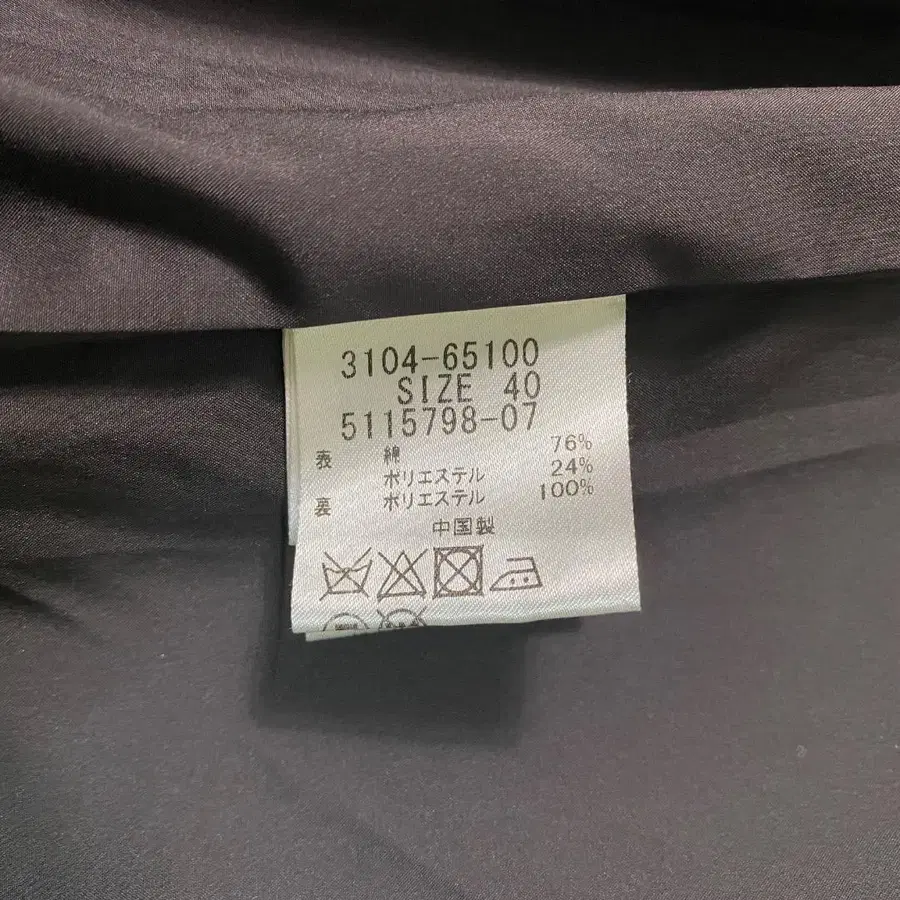 3104-65100
SIZE 40
5115798-07
表 綿 76%
ポリエステル 24%
裏 ポリエステル 100%
中国製